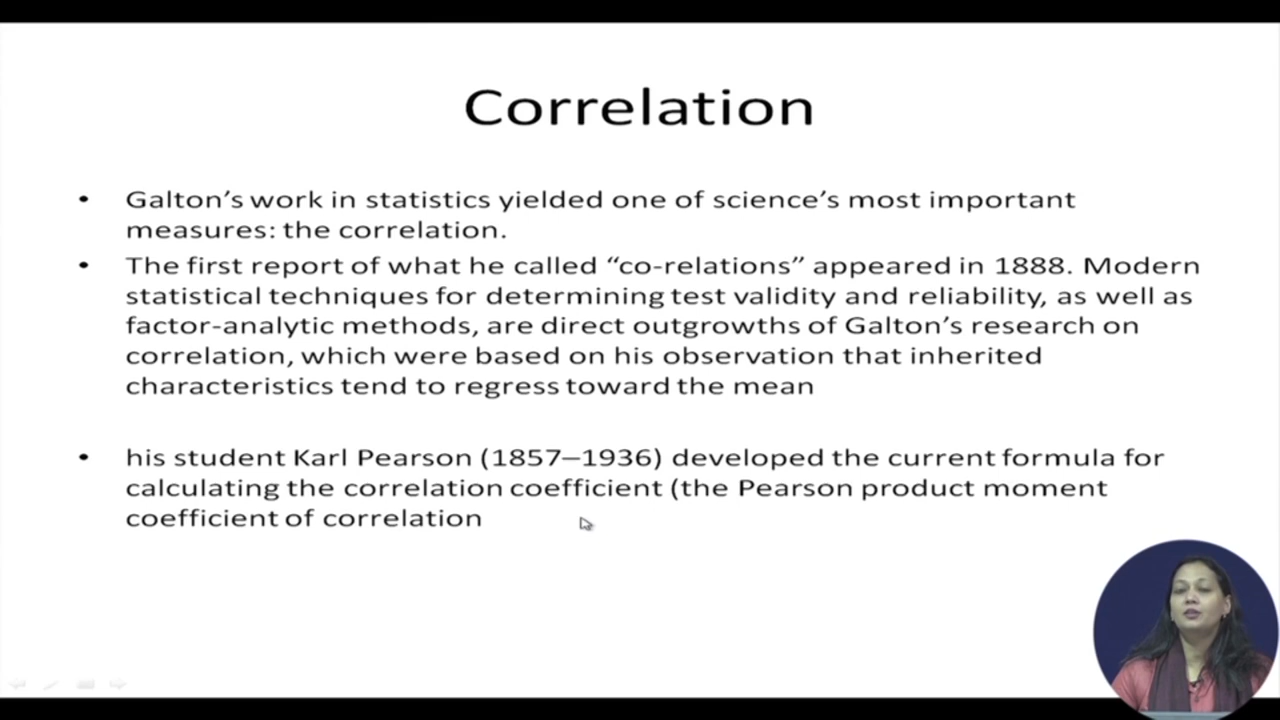 Correlation
• Galton’s work in statistics yielded one of science’s most important
measures: the correlation.
• The first report of what he called “co-relations” appeared in 1888. Modern
statistical techniques for determining test validity and reliability, as well as
factor-analytic methods, are direct outgrowths of Galton’s research on
correlation, which were based on his observation that inherited
characteristics tend to regress toward the mean
• his student Karl Pearson (1857–1936) developed the current formula for
calculating the correlation coefficient (the Pearson product moment
coefficient of correlation